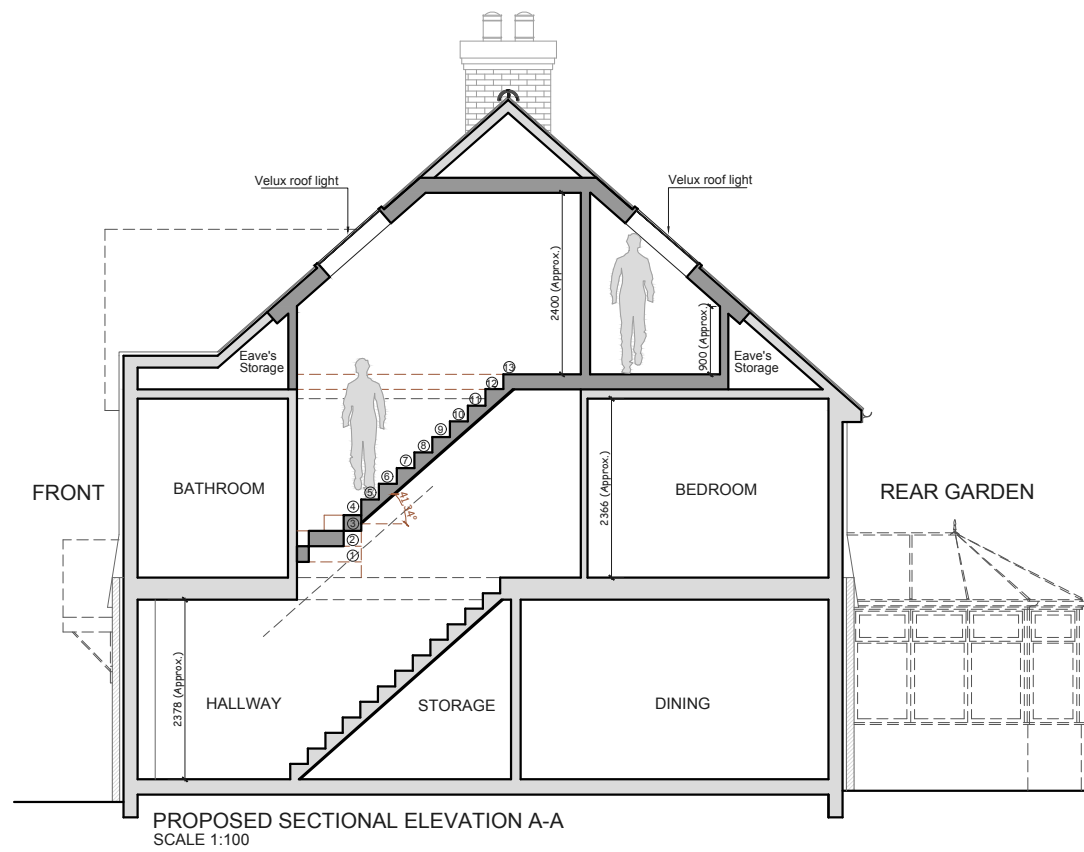 Velux roof light
Velux roof light
2400 (Approx.)
900 (Approx.)
Eave's
Storage
Eave's
Storage
13
12
11
10
9
8
7
6
5
4
3
2
1
41.34°
FRONT
BATHROOM
2366 (Approx.)
BEDROOM
REAR GARDEN
2378 (Approx.)
HALLWAY
STORAGE
DINING
PROPOSED SECTIONAL ELEVATION A-A
SCALE 1:100